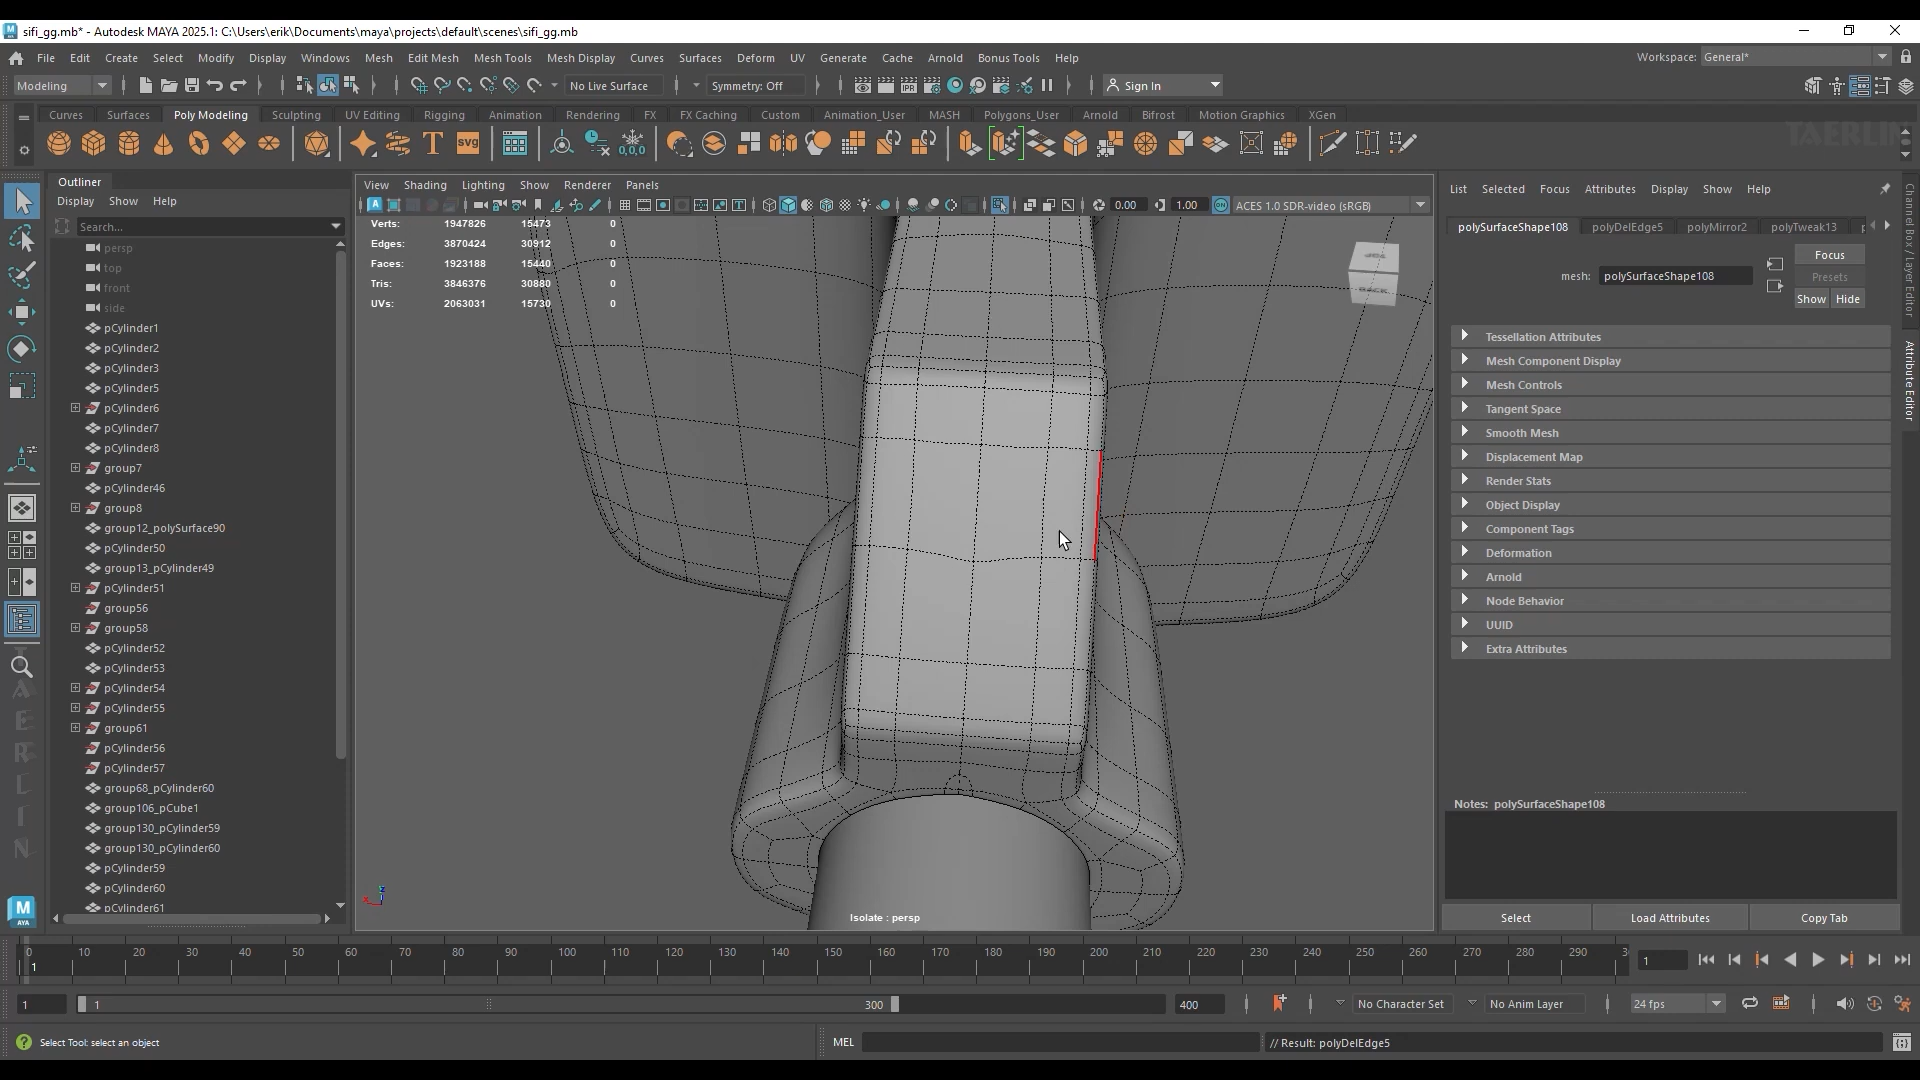 sifi_gg.mb* - Autodesk MAYA 2025.1: C:\Users\erik\Documents\maya\projects\default\scenes\sifi_gg.mb
File Edit Create Select Modify Display Windows Mesh Edit Mesh Mesh Tools Mesh Display Curves Surfaces Deform UV Generate Cache Arnold Bonus Tools Help
Workspace: General*
Modeling
No Live Surface
Symmetry: Off
Sign In
Curves Surfaces Poly Modeling Sculpting UV Editing Rigging Animation Rendering FX FX Caching Custom Animation_User MASH Polygons_User Arnold Bifrost Motion Graphics XGen
Outliner
Display Show Help
Search...
persp
top
front
side
pCylinder1
pCylinder2
pCylinder3
pCylinder5
pCylinder6
pCylinder7
pCylinder8
group7
pCylinder46
group8
group12_polySurface90
pCylinder50
group13_pCylinder49
pCylinder51
group56
group58
pCylinder52
pCylinder53
pCylinder54
pCylinder55
group61
pCylinder56
pCylinder57
group68_pCylinder60
group106_pCube1
group130_pCylinder59
group130_pCylinder60
pCylinder59
pCylinder60
pCylinder61
View Shading Lighting Show Renderer Panels
0.00 1.00 ACES 1.0 SDR-video (sRGB)
Verts: 1947826 15473 0
Edges: 3870424 30912 0
Faces: 1923188 15440 0
Tris: 3846376 30880 0
UVs: 2063031 15730 0
BACK
Isolate : persp
List Selected Focus Attributes Display Show Help
polySurfaceShape108 polyDelEdge5 polyMirror2 polyTweak13
mesh: polySurfaceShape108
Focus
Presets
Show Hide
Tessellation Attributes
Mesh Component Display
Mesh Controls
Tangent Space
Smooth Mesh
Displacement Map
Render Stats
Object Display
Component Tags
Deformation
Arnold
Node Behavior
UUID
Extra Attributes
Notes: polySurfaceShape108
Select Load Attributes Copy Tab
Channel Box / Layer Editor
Attribute Editor
0 10 20 30 40 50 60 70 80 90 100 110 120 130 140 150 160 170 180 190 200 210 220 230 240 250 260 270 280 290
1
1
1 1 300 400
No Character Set
No Anim Layer
24 fps
Select Tool: select an object
MEL
// Result: polyDelEdge5